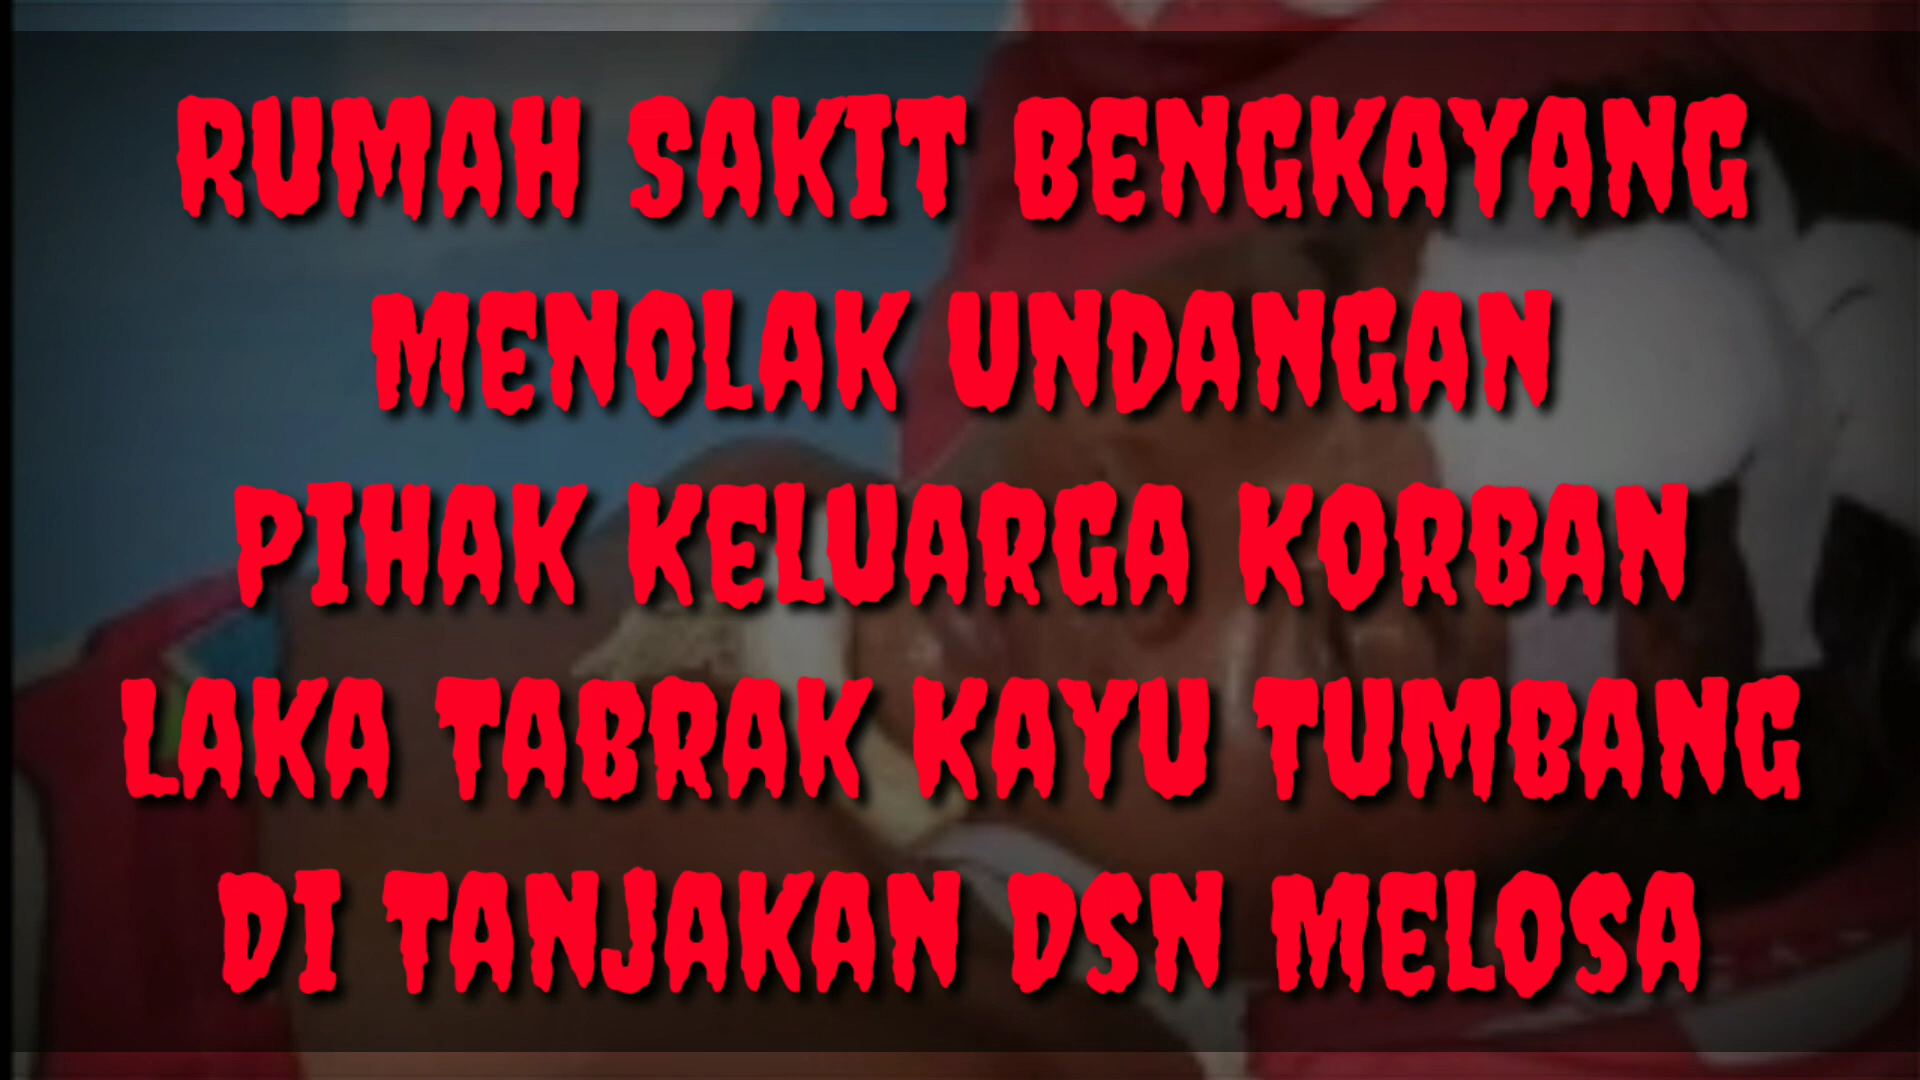 RUMAH SAKIT BENGKAYANG
MENOLAK UNDANGAN
PIHAK KELUARGA KORBAN
LAKA TABRAK KAYU TUMBANG
DI TANJAKAN DSN MELOSA